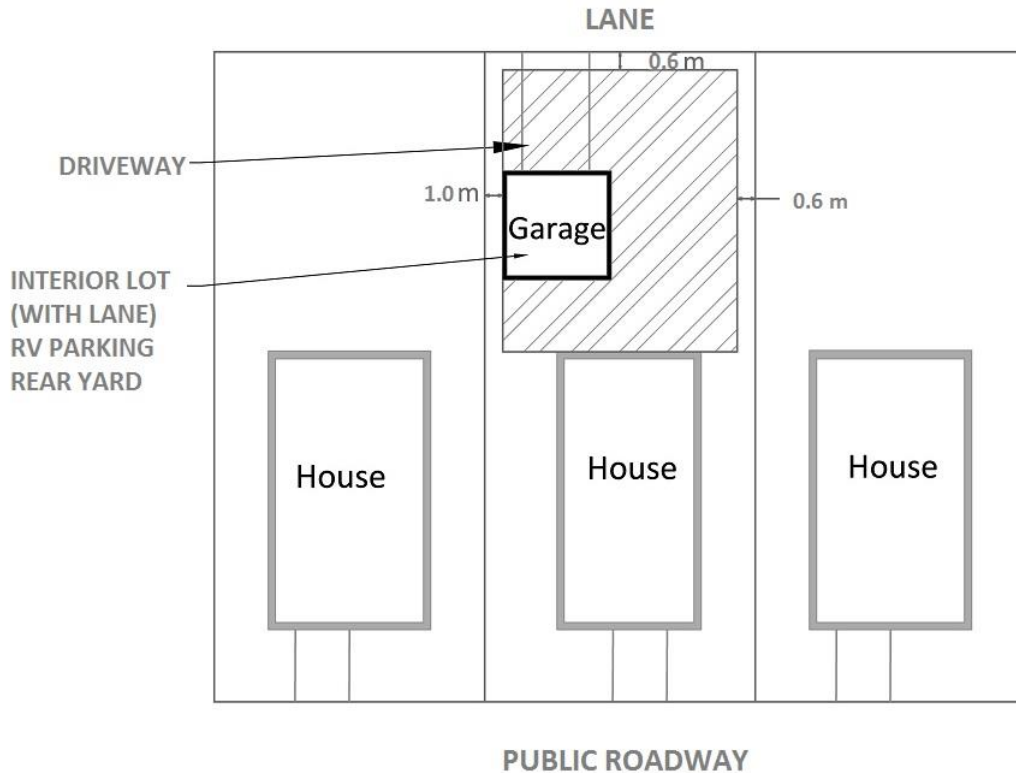 LANE
0.6 m
DRIVEWAY
1.0 m
0.6 m
Garage
INTERIOR LOT
(WITH LANE)
RV PARKING
REAR YARD
House
House
House
PUBLIC ROADWAY